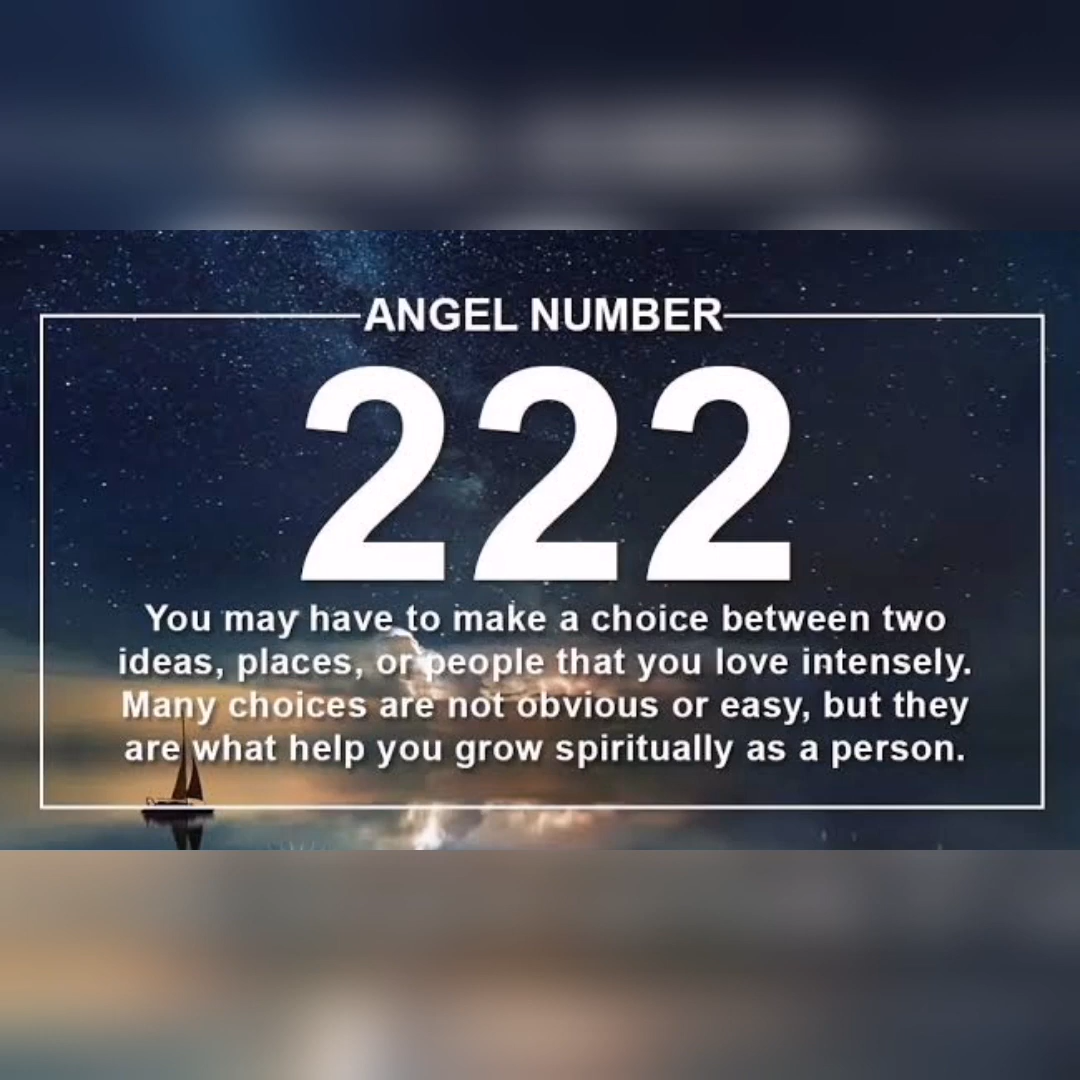 ANGEL NUMBER
222
You may have to make a choice between two
ideas, places, or people that you love intensely.
Many choices are not obvious or easy, but they
are what help you grow spiritually as a person.